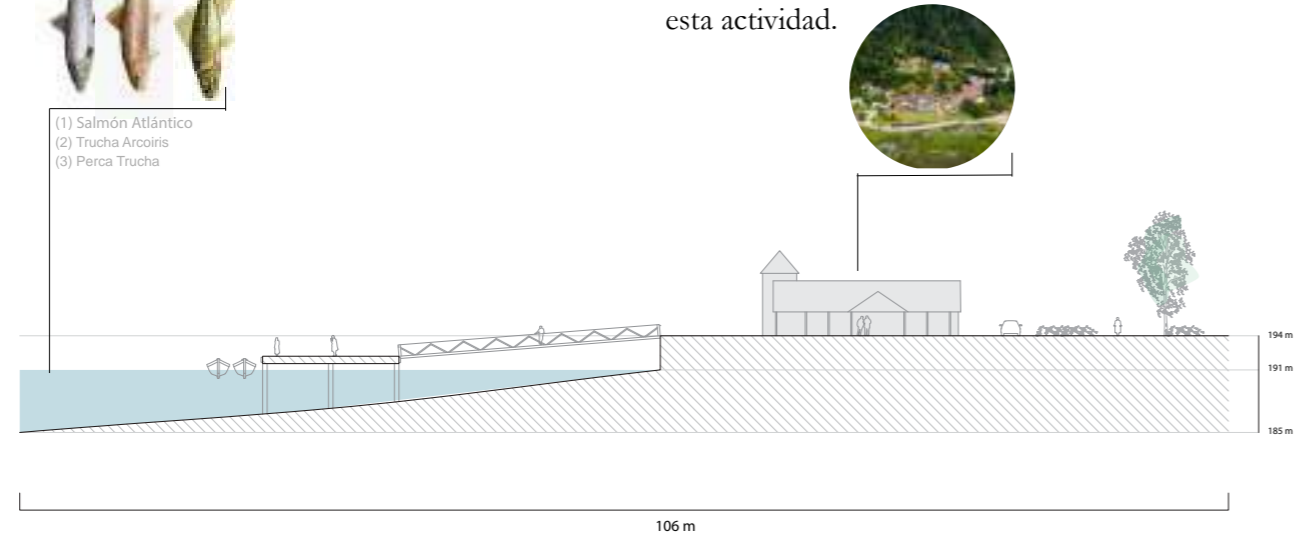 esta actividad.
(1) Salmón Atlántico
(2) Trucha Arcoiris
(3) Perca Trucha
194 m
191 m
185 m
106 m